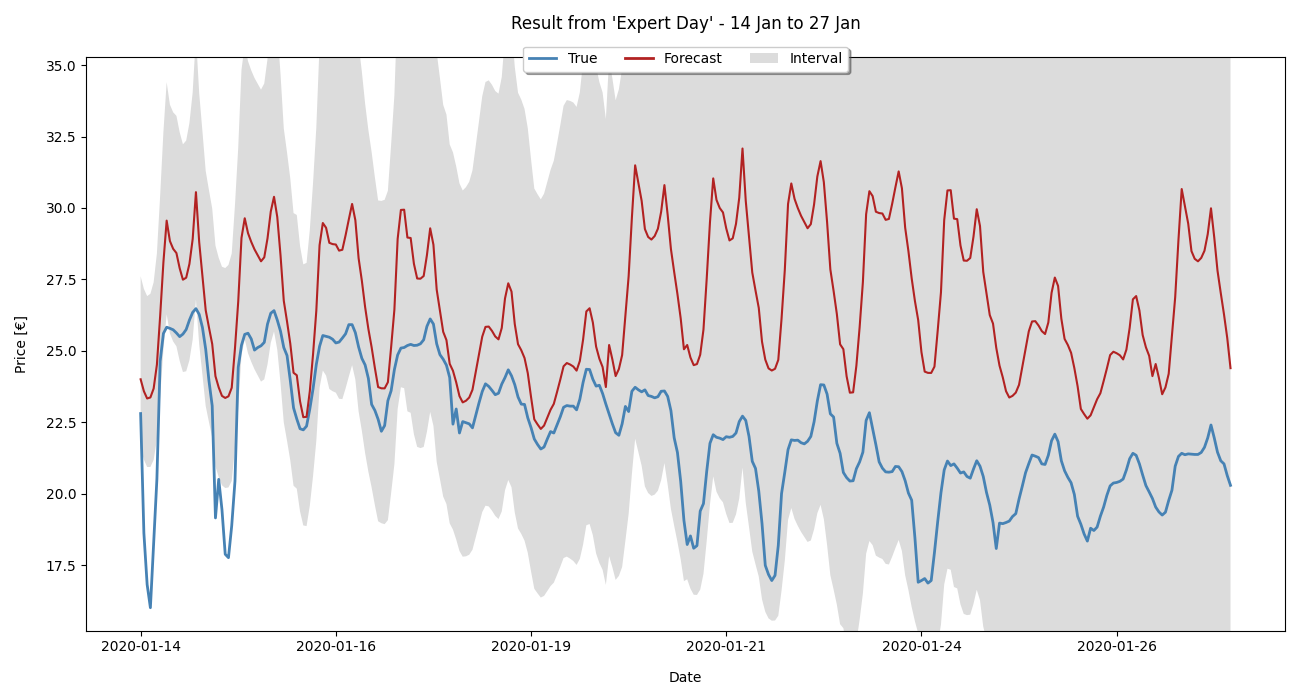 Result from 'Expert Day' - 14 Jan to 27 Jan
True Forecast Interval
35.0
32.5
30.0
27.5
25.0
22.5
20.0
17.5
Price [€]
2020-01-14 2020-01-16 2020-01-19 2020-01-21 2020-01-24 2020-01-26
Date